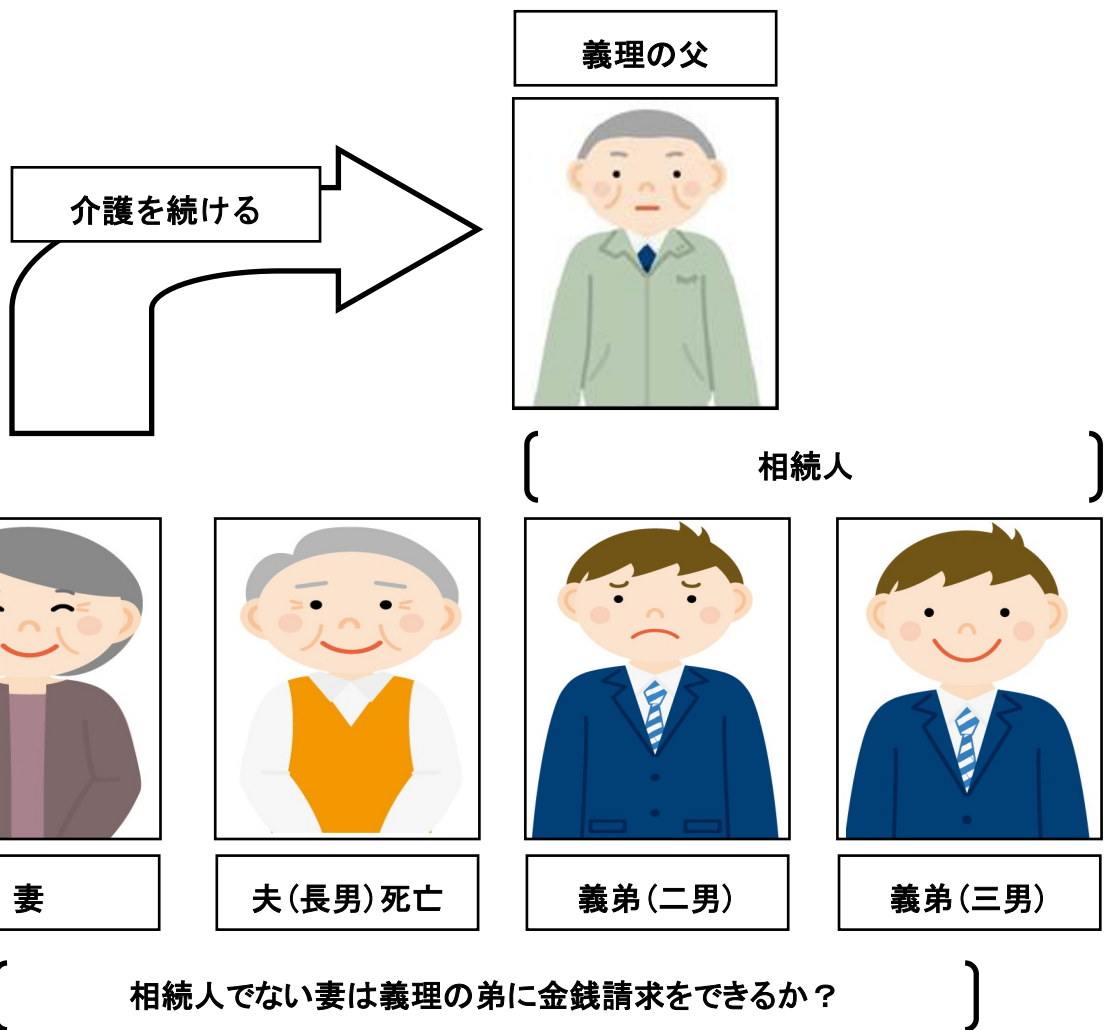 義理の父
介護を続ける
相続人
妻
夫(長男)死亡
義弟(二男)
義弟(三男)
相続人でない妻は義理の弟に金銭請求をできるか?